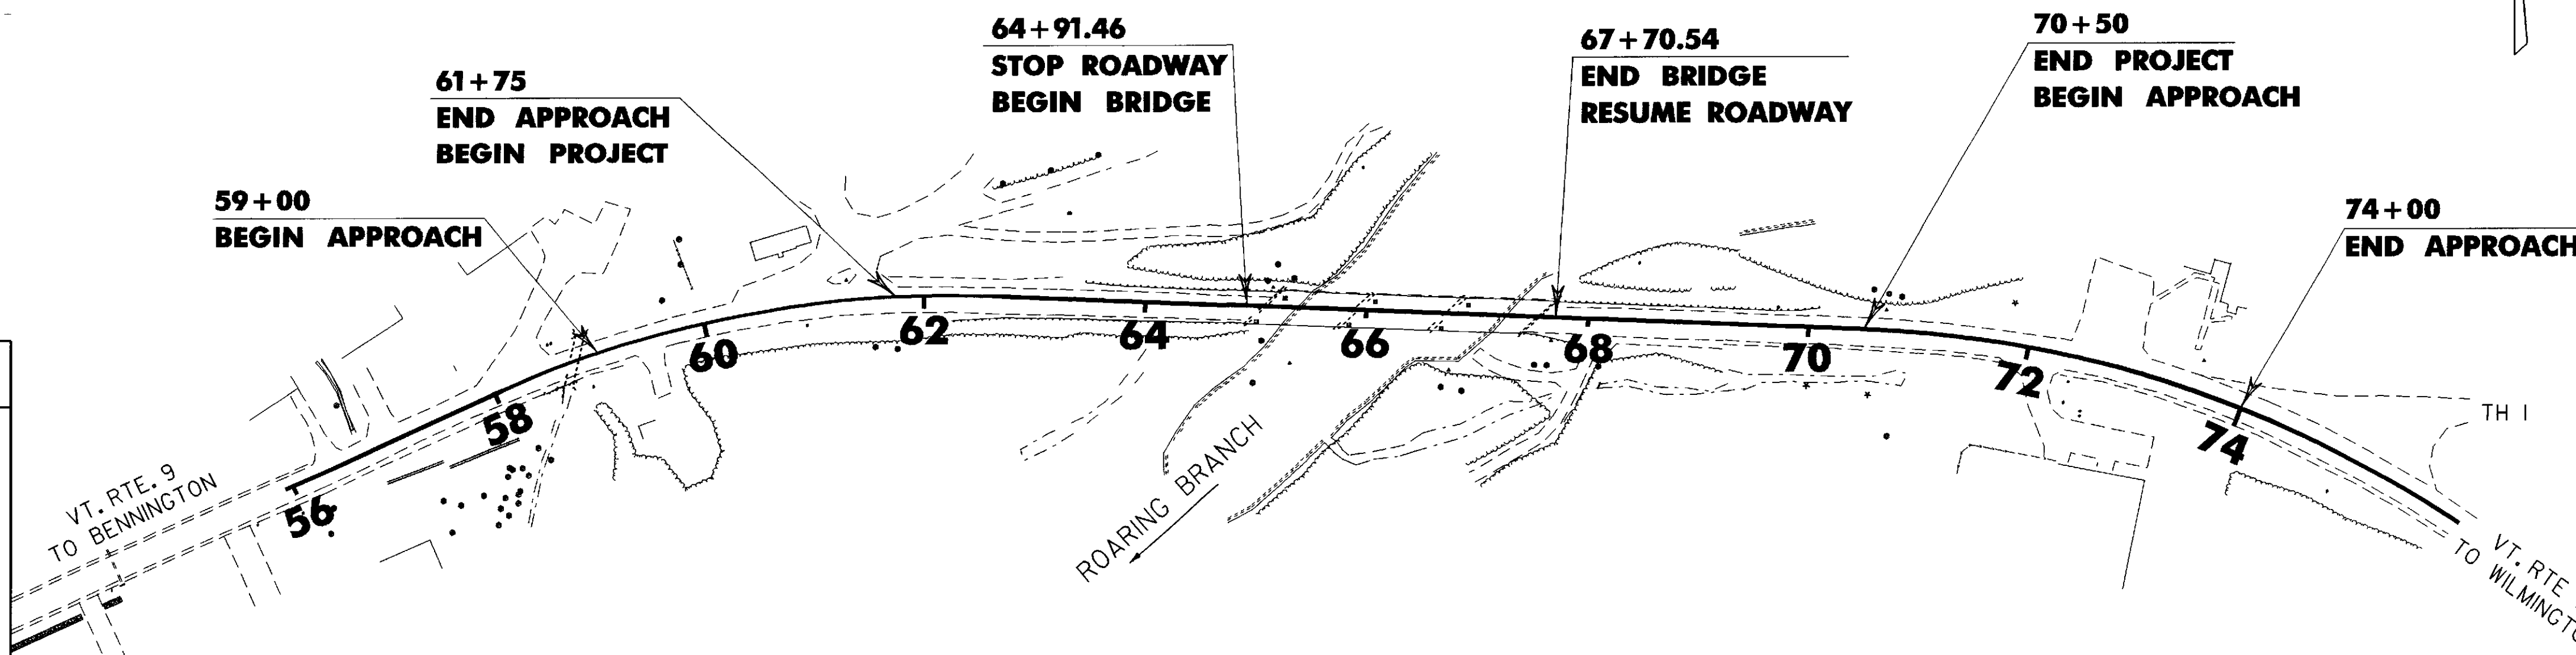 59+00
BEGIN APPROACH
61+75
END APPROACH
BEGIN PROJECT
64+91.46
STOP ROADWAY
BEGIN BRIDGE
67+70.54
END BRIDGE
RESUME ROADWAY
70+50
END PROJECT
BEGIN APPROACH
74+00
END APPROACH
56
58
60
62
64
66
68
70
72
74
VT. RTE. 9
TO BENNINGTON
ROARING BRANCH
TH 1
VT. RTE
TO WILMINGTO